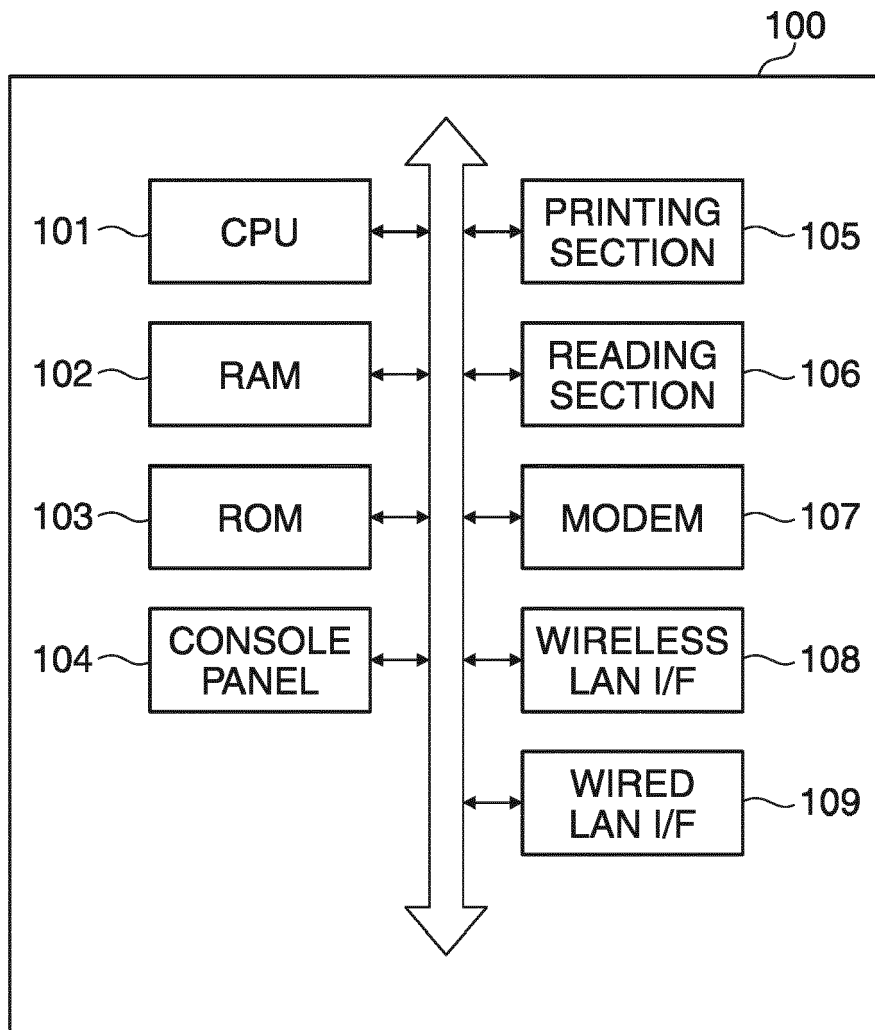 100
101
CPU
PRINTING
SECTION
105
102
RAM
READING
SECTION
106
103
ROM
MODEM
107
104
CONSOLE
PANEL
WIRELESS
LAN I/F
108
WIRED
LAN I/F
109